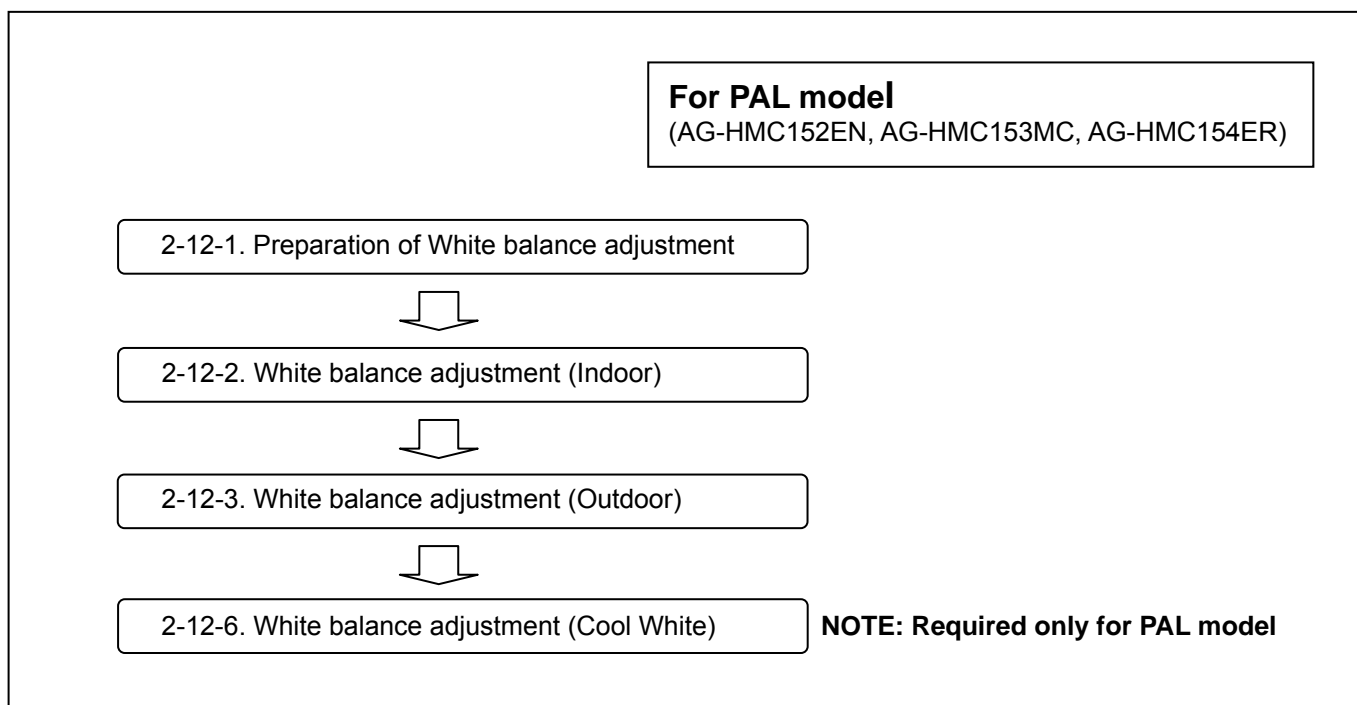 For PAL model
(AG-HMC152EN, AG-HMC153MC, AG-HMC154ER)
2-12-1. Preparation of White balance adjustment
2-12-2. White balance adjustment (Indoor)
2-12-3. White balance adjustment (Outdoor)
2-12-6. White balance adjustment (Cool White) NOTE: Required only for PAL model